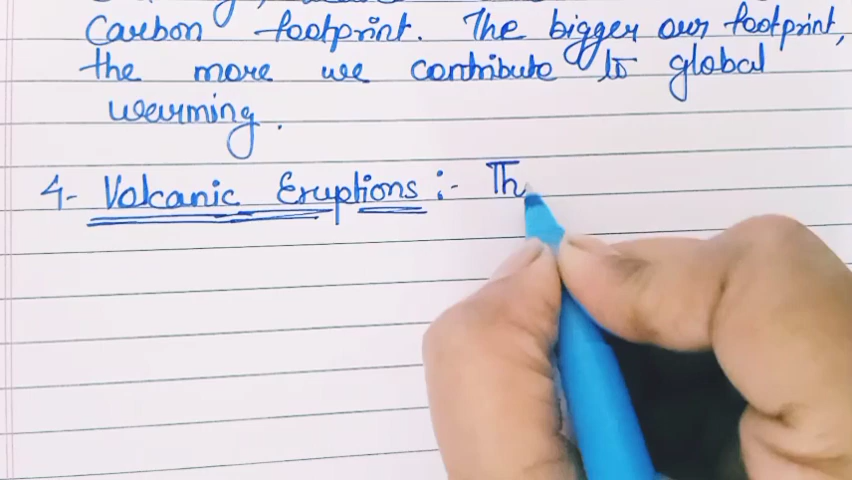 Carbon footprint. The bigger our footprint,
the more we contribute to global
warming.
4- Volcanic Eruptions :- Th